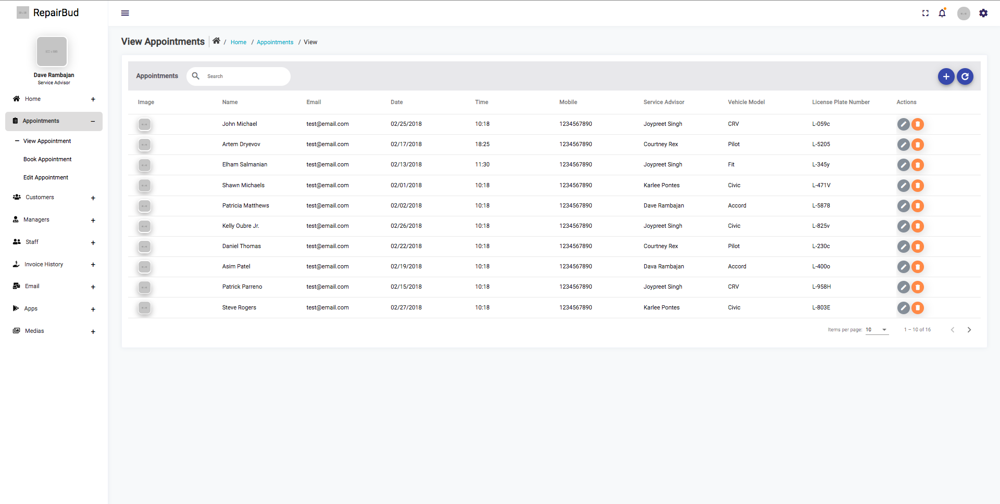 RepairBud
Dave Rambajan
Service Advisor
Home
Appointments
View Appointment
Book Appointment
Edit Appointment
Customers
Managers
Staff
Invoice History
Email
Apps
Medias
View Appointments / Home / Appointments / View
Appointments Search
Image Name Email Date Time Mobile Service Advisor Vehicle Model License Plate Number Actions
John Michael test@email.com 02/25/2018 10:18 1234567890 Joypreet Singh CRV L-059c
Artem Dryevov test@email.com 02/17/2018 18:25 1234567890 Courtney Rex Pilot L-5205
Elham Salmanian test@email.com 02/13/2018 11:30 1234567890 Joypreet Singh Fit L-345y
Shawn Michaels test@email.com 02/01/2018 10:18 1234567890 Karlee Pontes Civic L-471V
Patricia Matthews test@email.com 02/02/2018 10:18 1234567890 Dave Rambajan Accord L-5878
Kelly Oubre Jr. test@email.com 02/26/2018 10:18 1234567890 Joypreet Singh Civic L-825v
Daniel Thomas test@email.com 02/22/2018 10:18 1234567890 Courtney Rex Pilot L-230c
Asim Patel test@email.com 02/19/2018 10:18 1234567890 Dava Rambajan Accord L-400o
Patrick Parreno test@email.com 02/15/2018 10:18 1234567890 Joypreet Singh CRV L-958H
Steve Rogers test@email.com 02/27/2018 10:18 1234567890 Karlee Pontes Civic L-803E
Items per page: 10 1 – 10 of 16